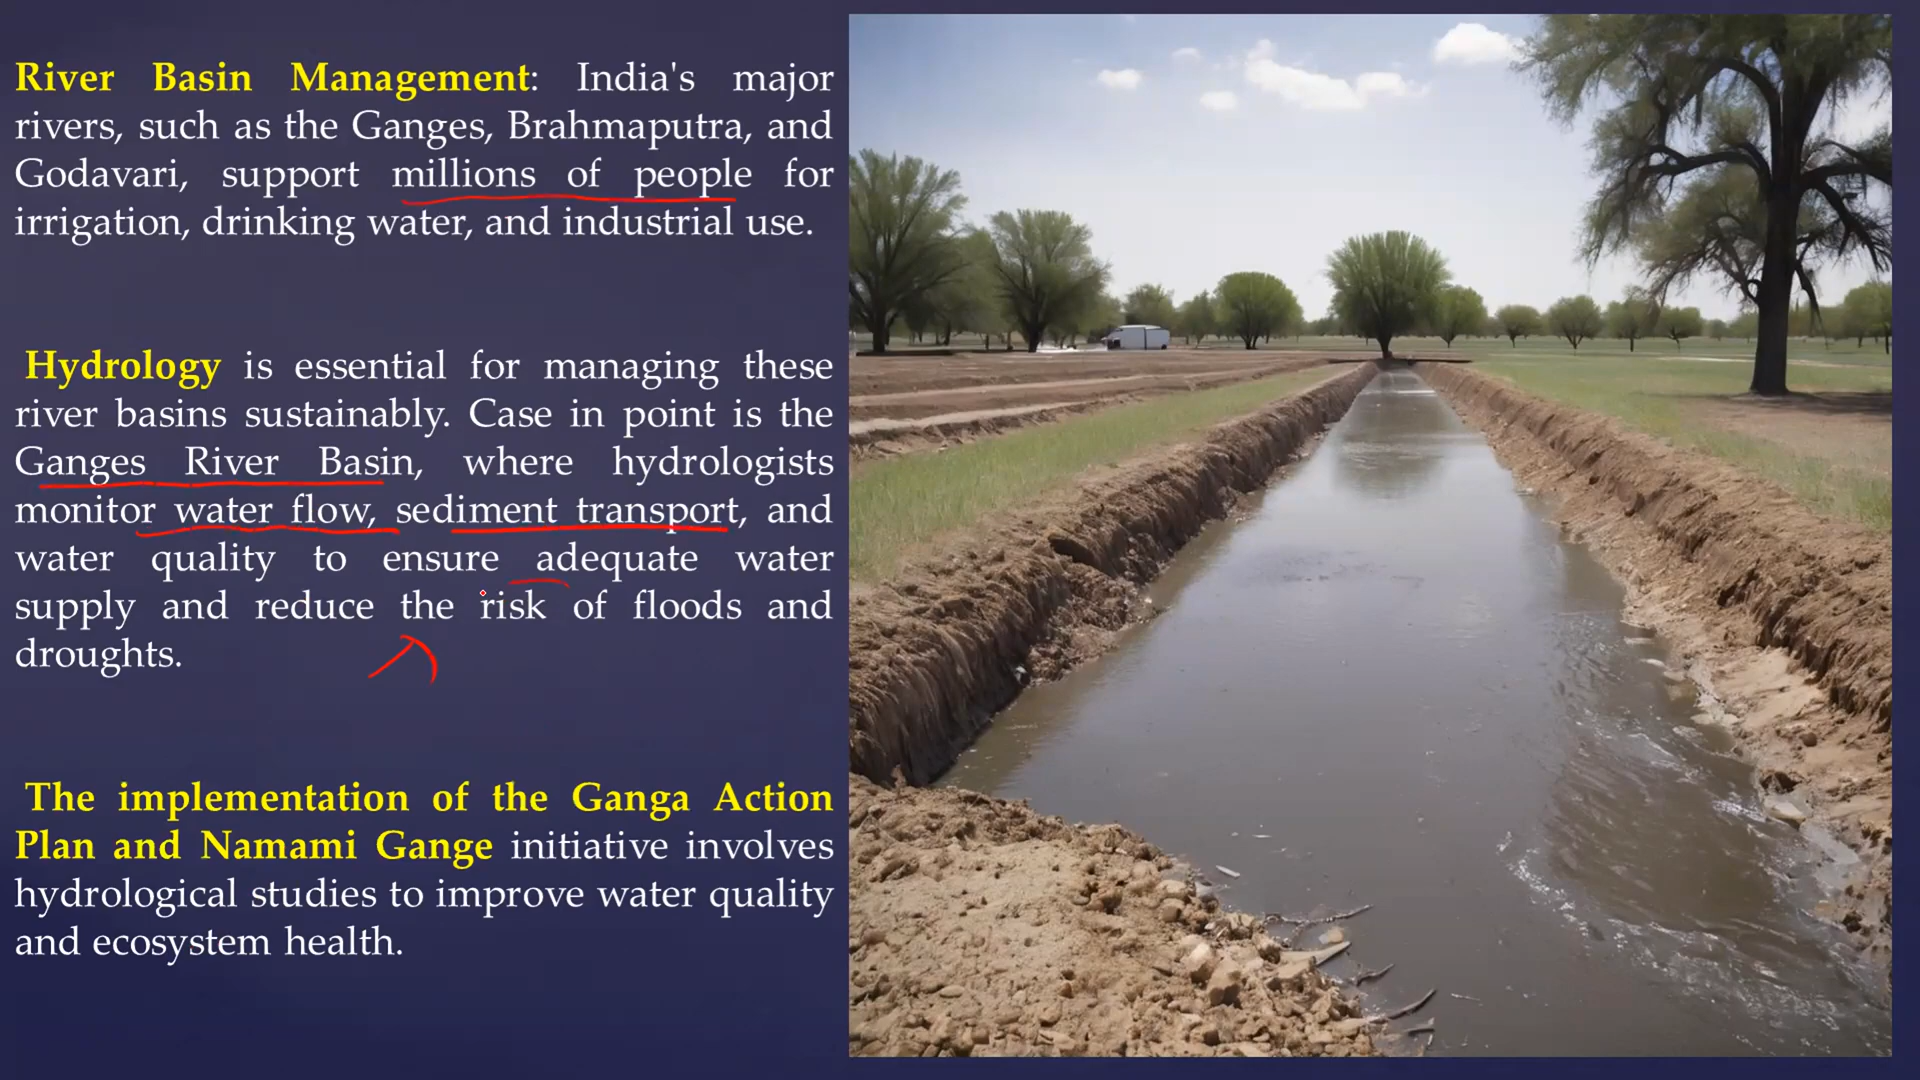 River Basin Management: India's major
rivers, such as the Ganges, Brahmaputra, and
Godavari, support millions of people for
irrigation, drinking water, and industrial use.
Hydrology is essential for managing these
river basins sustainably. Case in point is the
Ganges River Basin, where hydrologists
monitor water flow, sediment transport, and
water quality to ensure adequate water
supply and reduce the risk of floods and
droughts.
The implementation of the Ganga Action
Plan and Namami Gange initiative involves
hydrological studies to improve water quality
and ecosystem health.